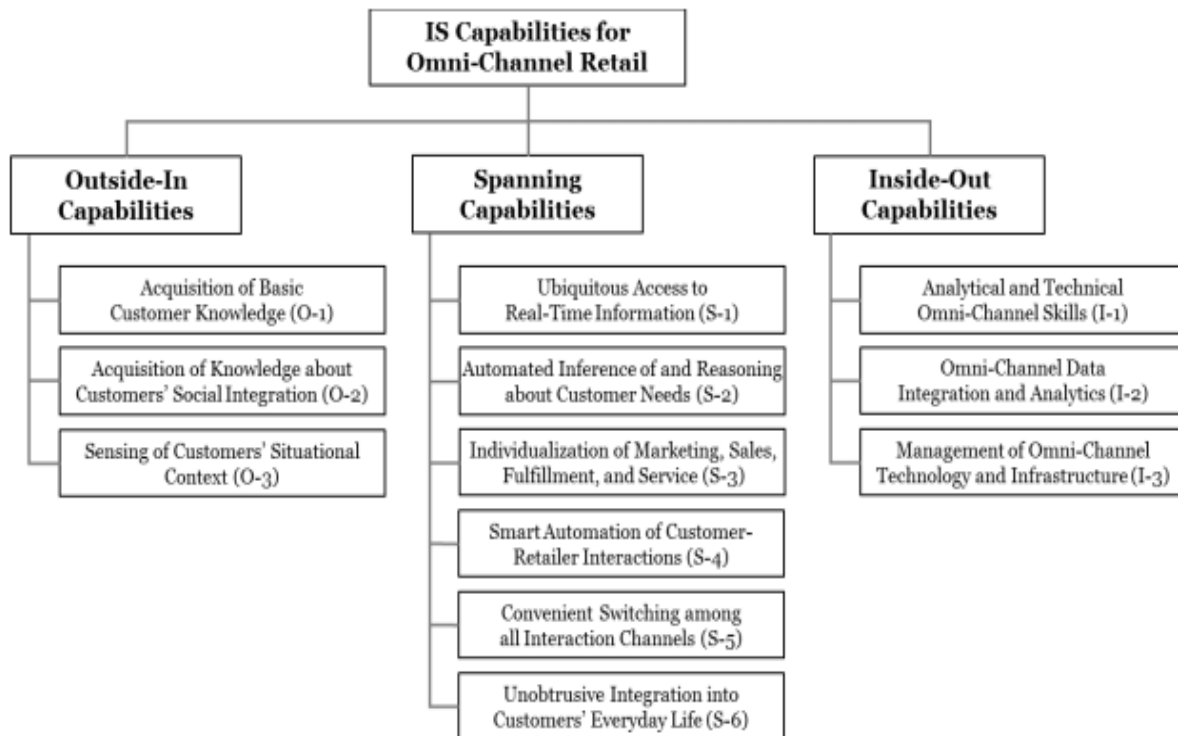 IS Capabilities for
Omni-Channel Retail
Outside-In
Capabilities
Acquisition of Basic
Customer Knowledge (O-1)
Acquisition of Knowledge about
Customers' Social Integration (O-2)
Sensing of Customers' Situational
Context (O-3)
Spanning
Capabilities
Ubiquitous Access to
Real-Time Information (S-1)
Automated Inference of and Reasoning
about Customer Needs (S-2)
Individualization of Marketing, Sales,
Fulfillment, and Service (S-3)
Smart Automation of Customer-
Retailer Interactions (S-4)
Convenient Switching among
all Interaction Channels (S-5)
Unobtrusive Integration into
Customers' Everyday Life (S-6)
Inside-Out
Capabilities
Analytical and Technical
Omni-Channel Skills (I-1)
Omni-Channel Data
Integration and Analytics (I-2)
Management of Omni-Channel
Technology and Infrastructure (I-3)